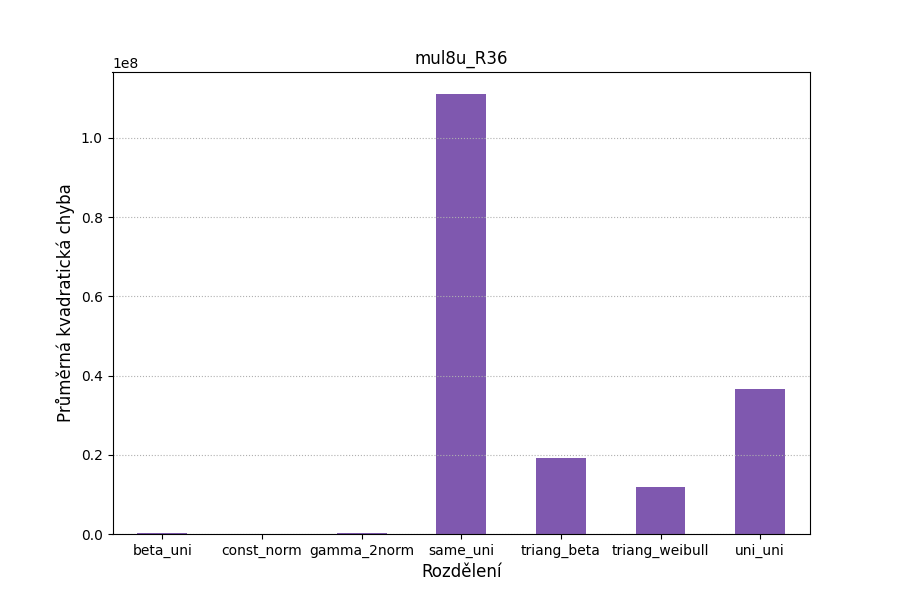 mul8u_R36
1e8
1.0
0.8
0.6
0.4
0.2
0.0
Průměrná kvadratická chyba
beta_uni const_norm gamma_2norm same_uni triang_beta triang_weibull uni_uni
Rozdělení